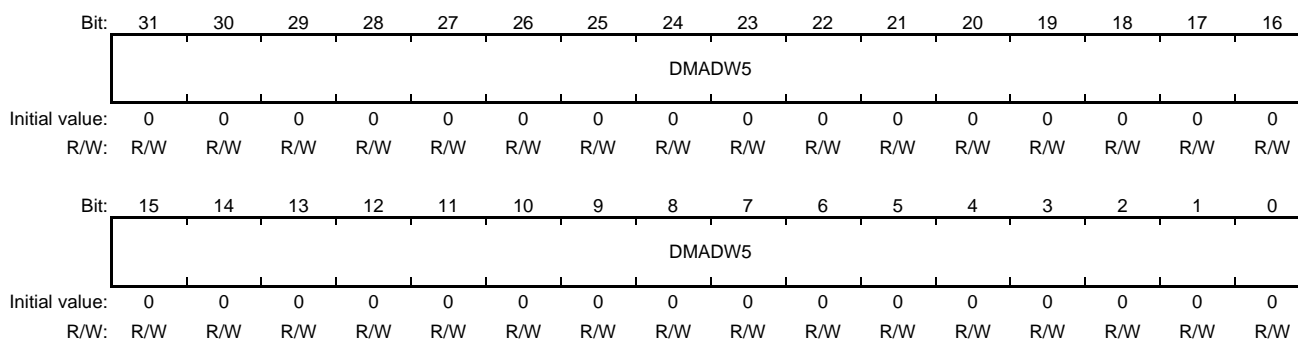 Bit: 31 30 29 28 27 26 25 24 23 22 21 20 19 18 17 16
DMADW5
Initial value: 0 0 0 0 0 0 0 0 0 0 0 0 0 0 0 0
R/W: R/W R/W R/W R/W R/W R/W R/W R/W R/W R/W R/W R/W R/W R/W R/W R/W
Bit: 15 14 13 12 11 10 9 8 7 6 5 4 3 2 1 0
DMADW5
Initial value: 0 0 0 0 0 0 0 0 0 0 0 0 0 0 0 0
R/W: R/W R/W R/W R/W R/W R/W R/W R/W R/W R/W R/W R/W R/W R/W R/W R/W